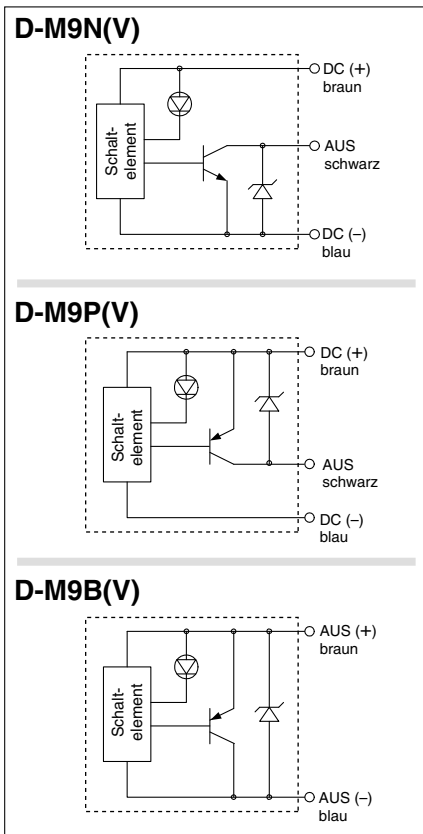 D-M9N(V)
DC (+)
braun
Schalt-
element
AUS
schwarz
DC (–)
blau
D-M9P(V)
DC (+)
braun
Schalt-
element
AUS
schwarz
DC (–)
blau
D-M9B(V)
AUS (+)
braun
Schalt-
element
AUS (–)
blau